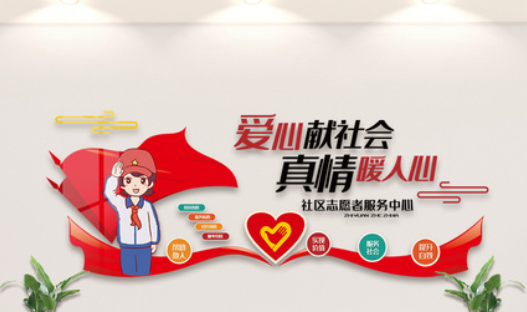 爱心献社会
真情暖人心
社区志愿者服务中心
帮助
他人
实现
价值
服务
社会
提升
自我